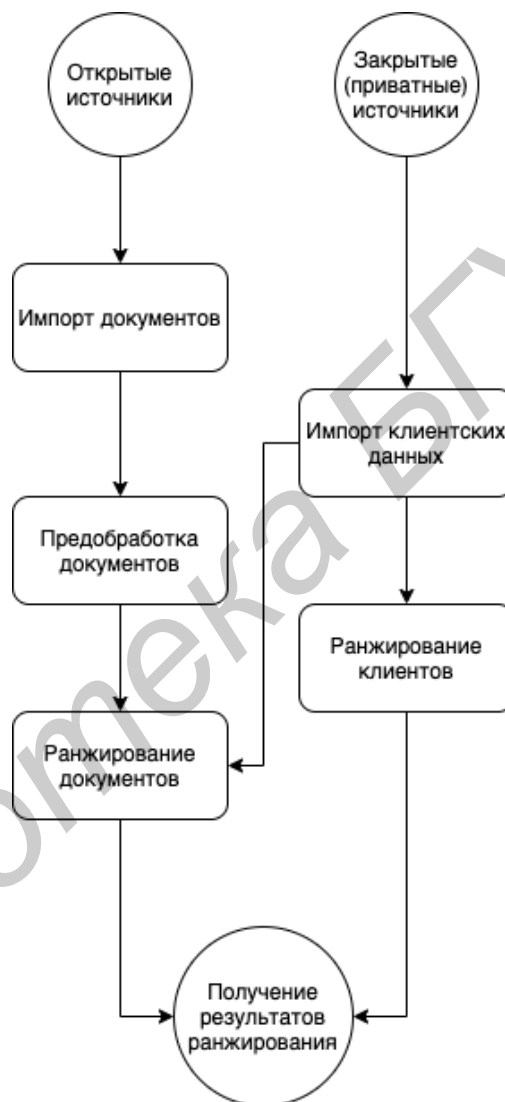 Открытые
источники
Закрытые
(приватные)
источники
Импорт документов
Импорт клиентских
данных
Предобработка
документов
Ранжирование
клиентов
Ранжирование
документов
Получение
результатов
ранжирования